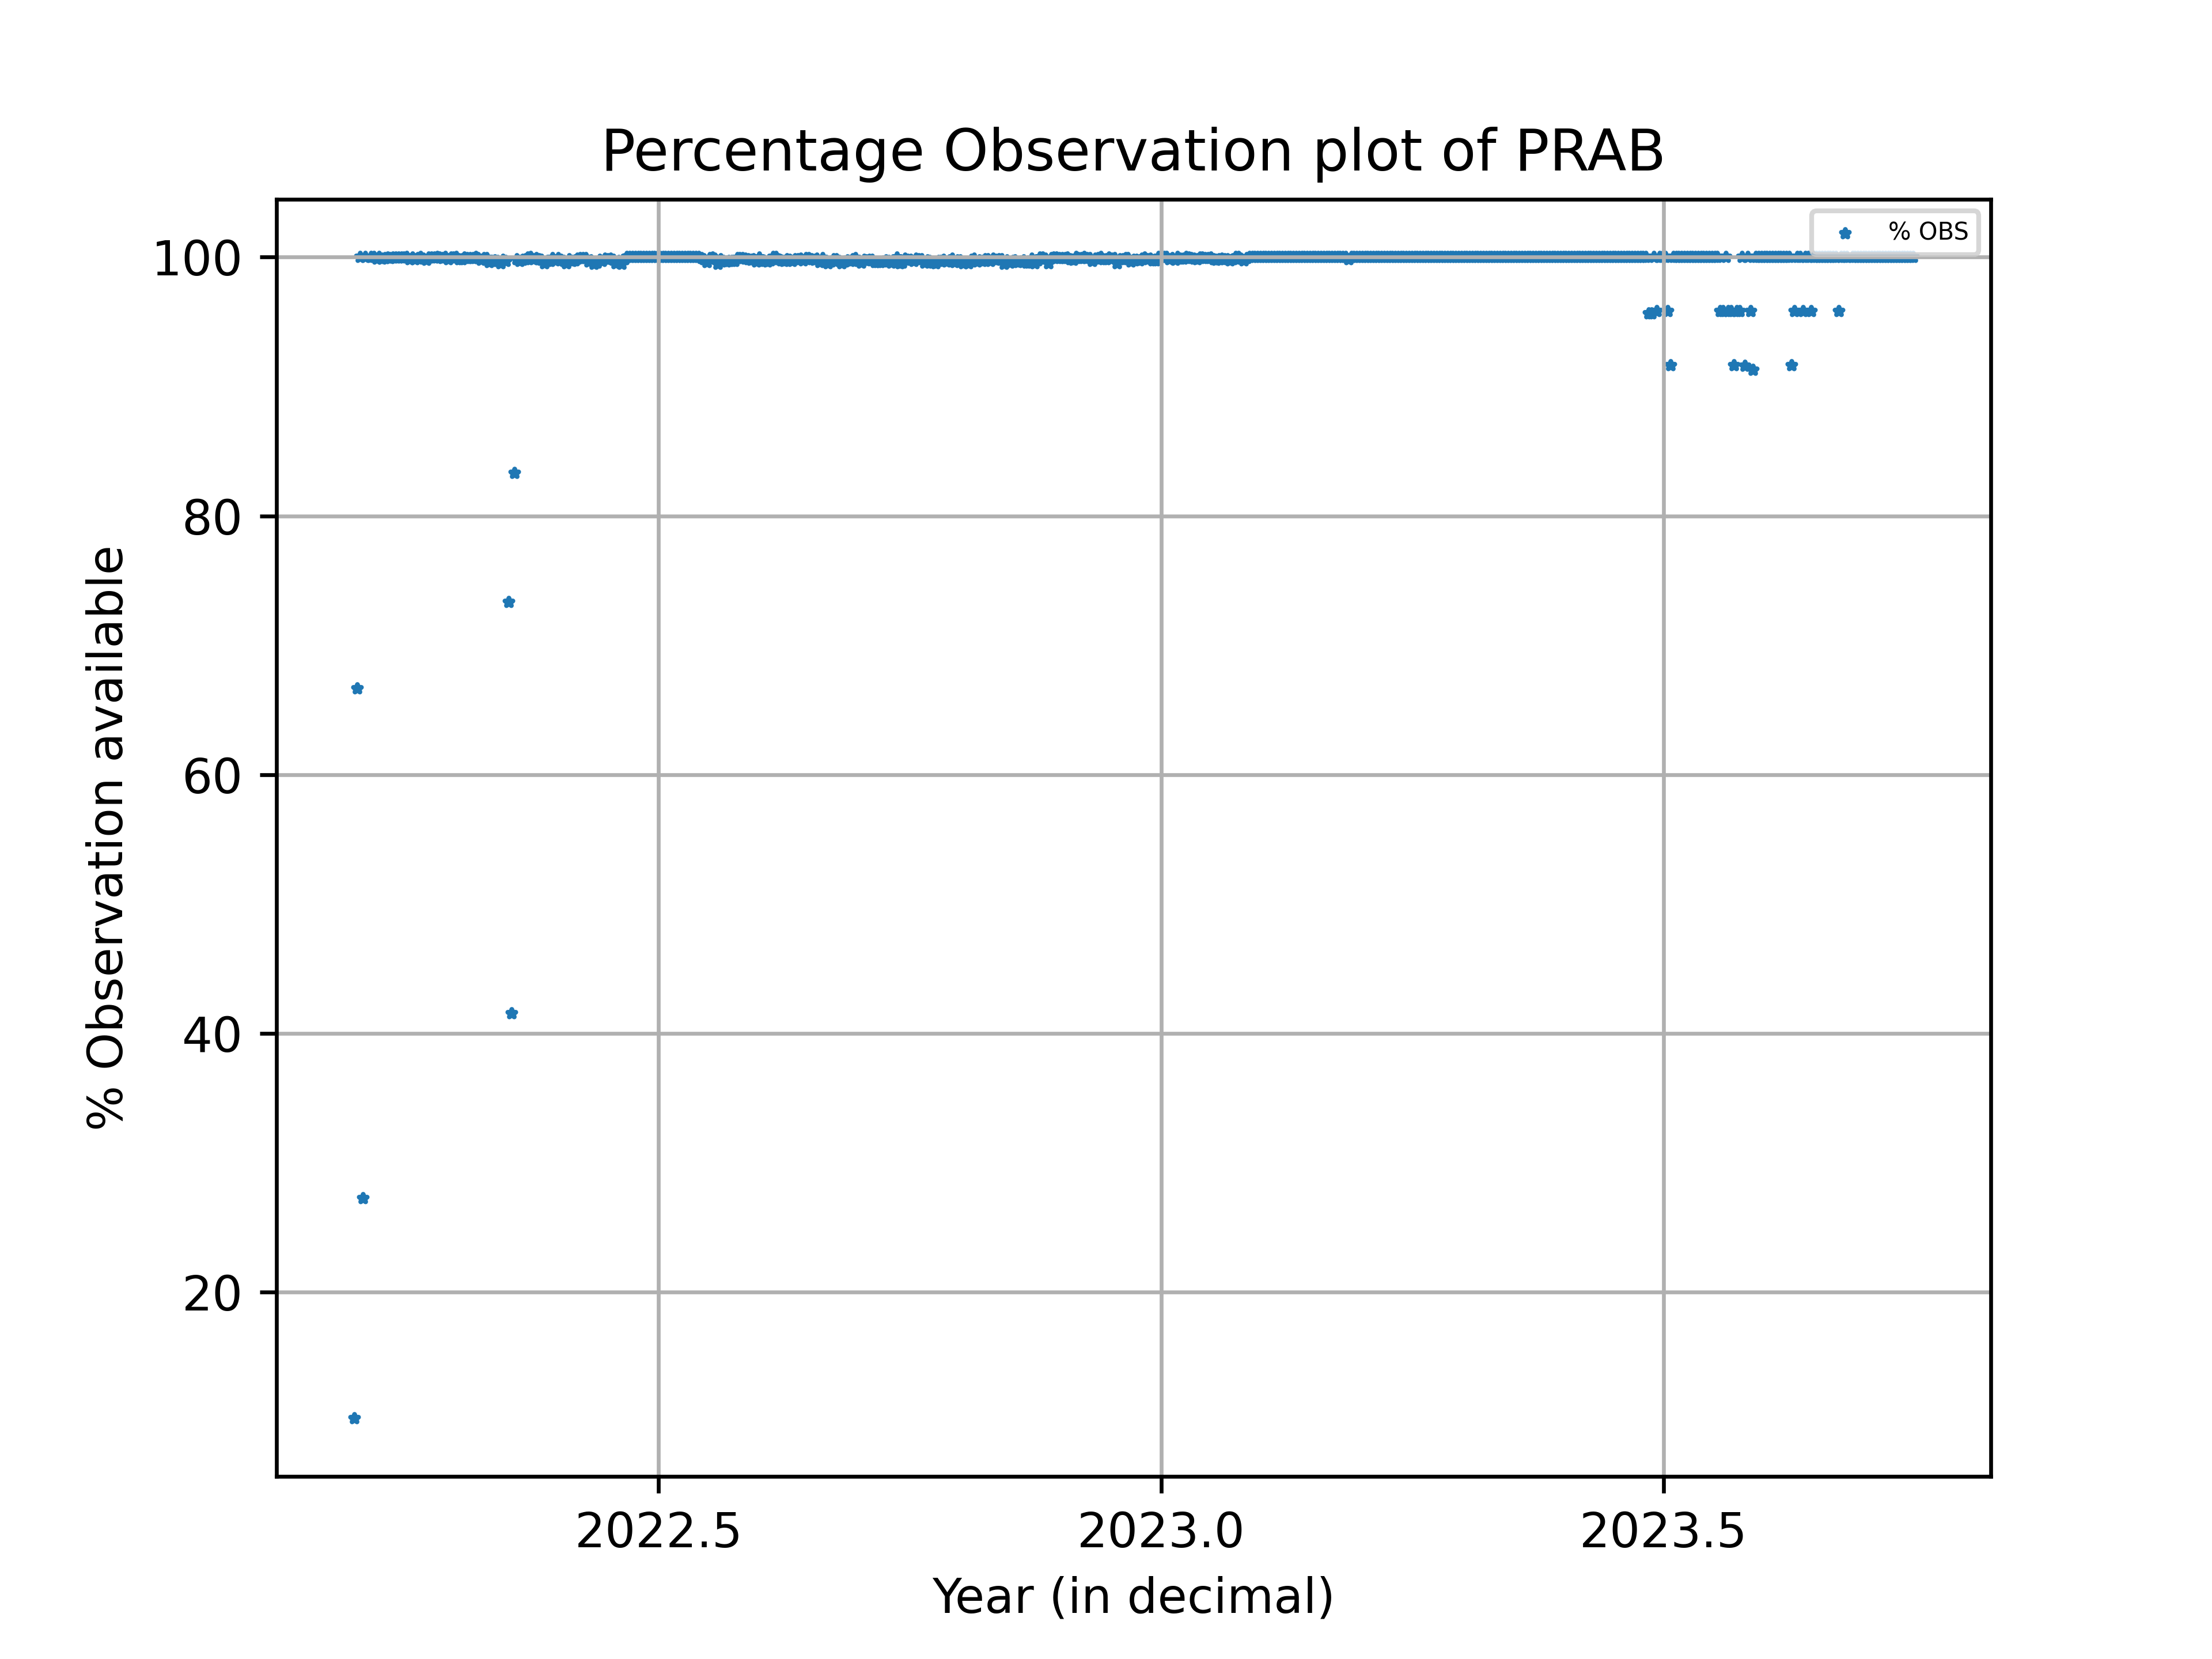 Percentage Observation plot of PRAB
% OBS
100
80
60
40
20
% Observation available
2022.5 2023.0 2023.5
Year (in decimal)